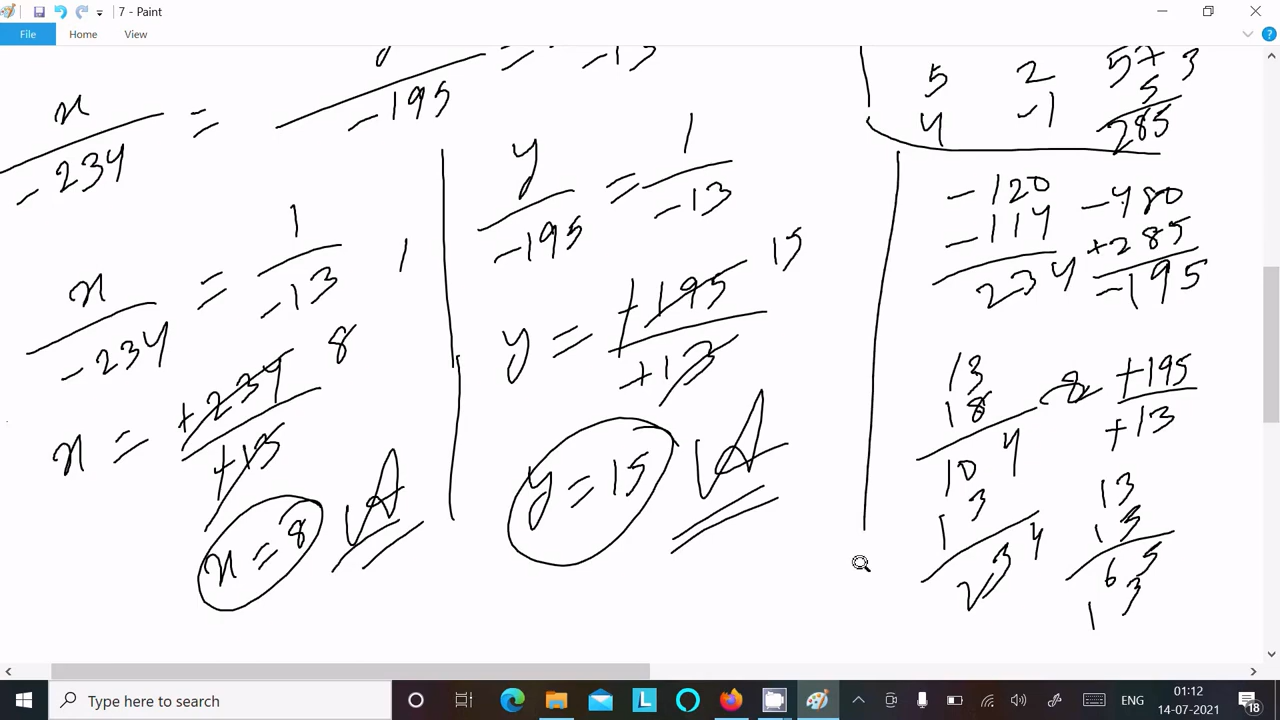 7 - Paint
File Home View
x/-234 = y/-195 = 1/-13
5 2 57 3
4 -1 5
285
x/-234 = 1/-13 ,
y/-195 = 1/-13
-120 -480
-114 +285
234 -195
x = +234/+13 8
y = +195/+13 15
13 8 +195
18 +13
104
13
234
13
15
65
13
x = 8 A
y = 15 A
Type here to search
ENG
01:12
14-07-2021
18